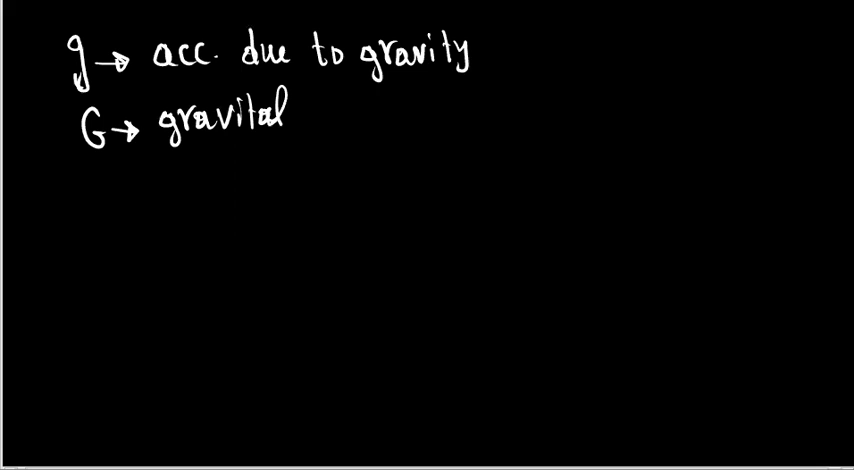 g → acc. due to gravity
G → gravital